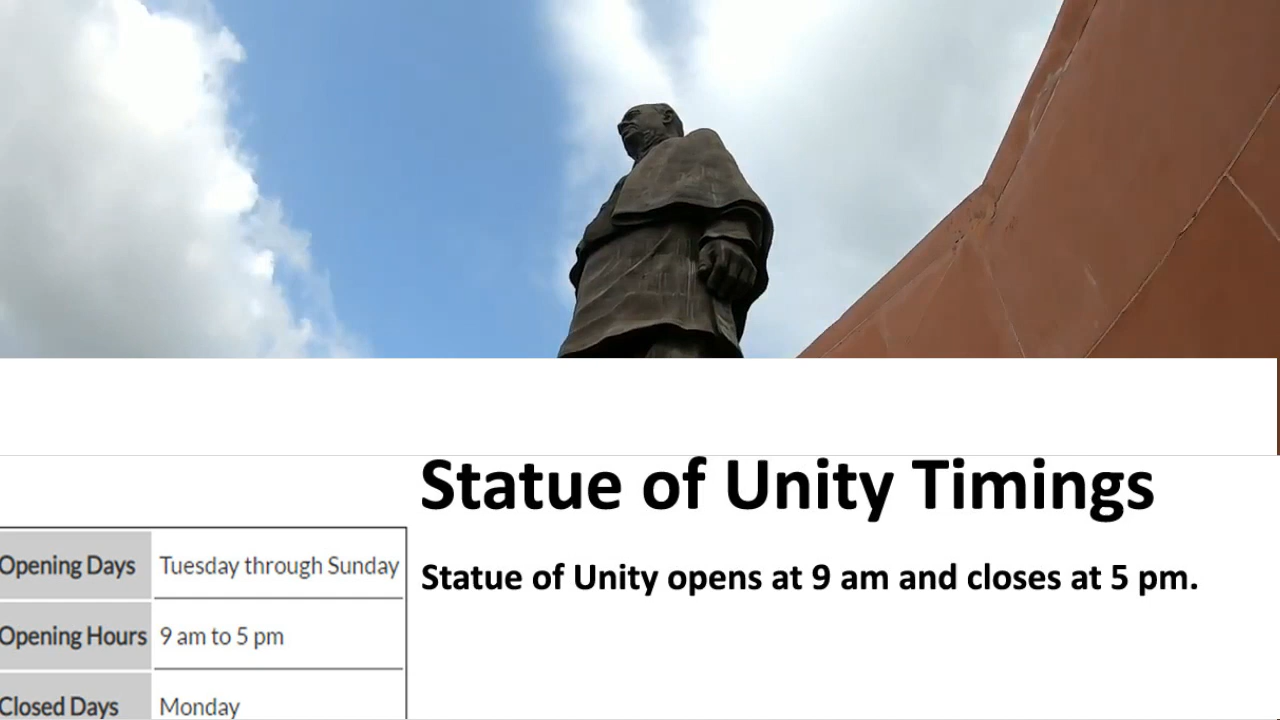 Statue of Unity Timings
Statue of Unity opens at 9 am and closes at 5 pm.
Opening Days Tuesday through Sunday
Opening Hours 9 am to 5 pm
Closed Days Monday